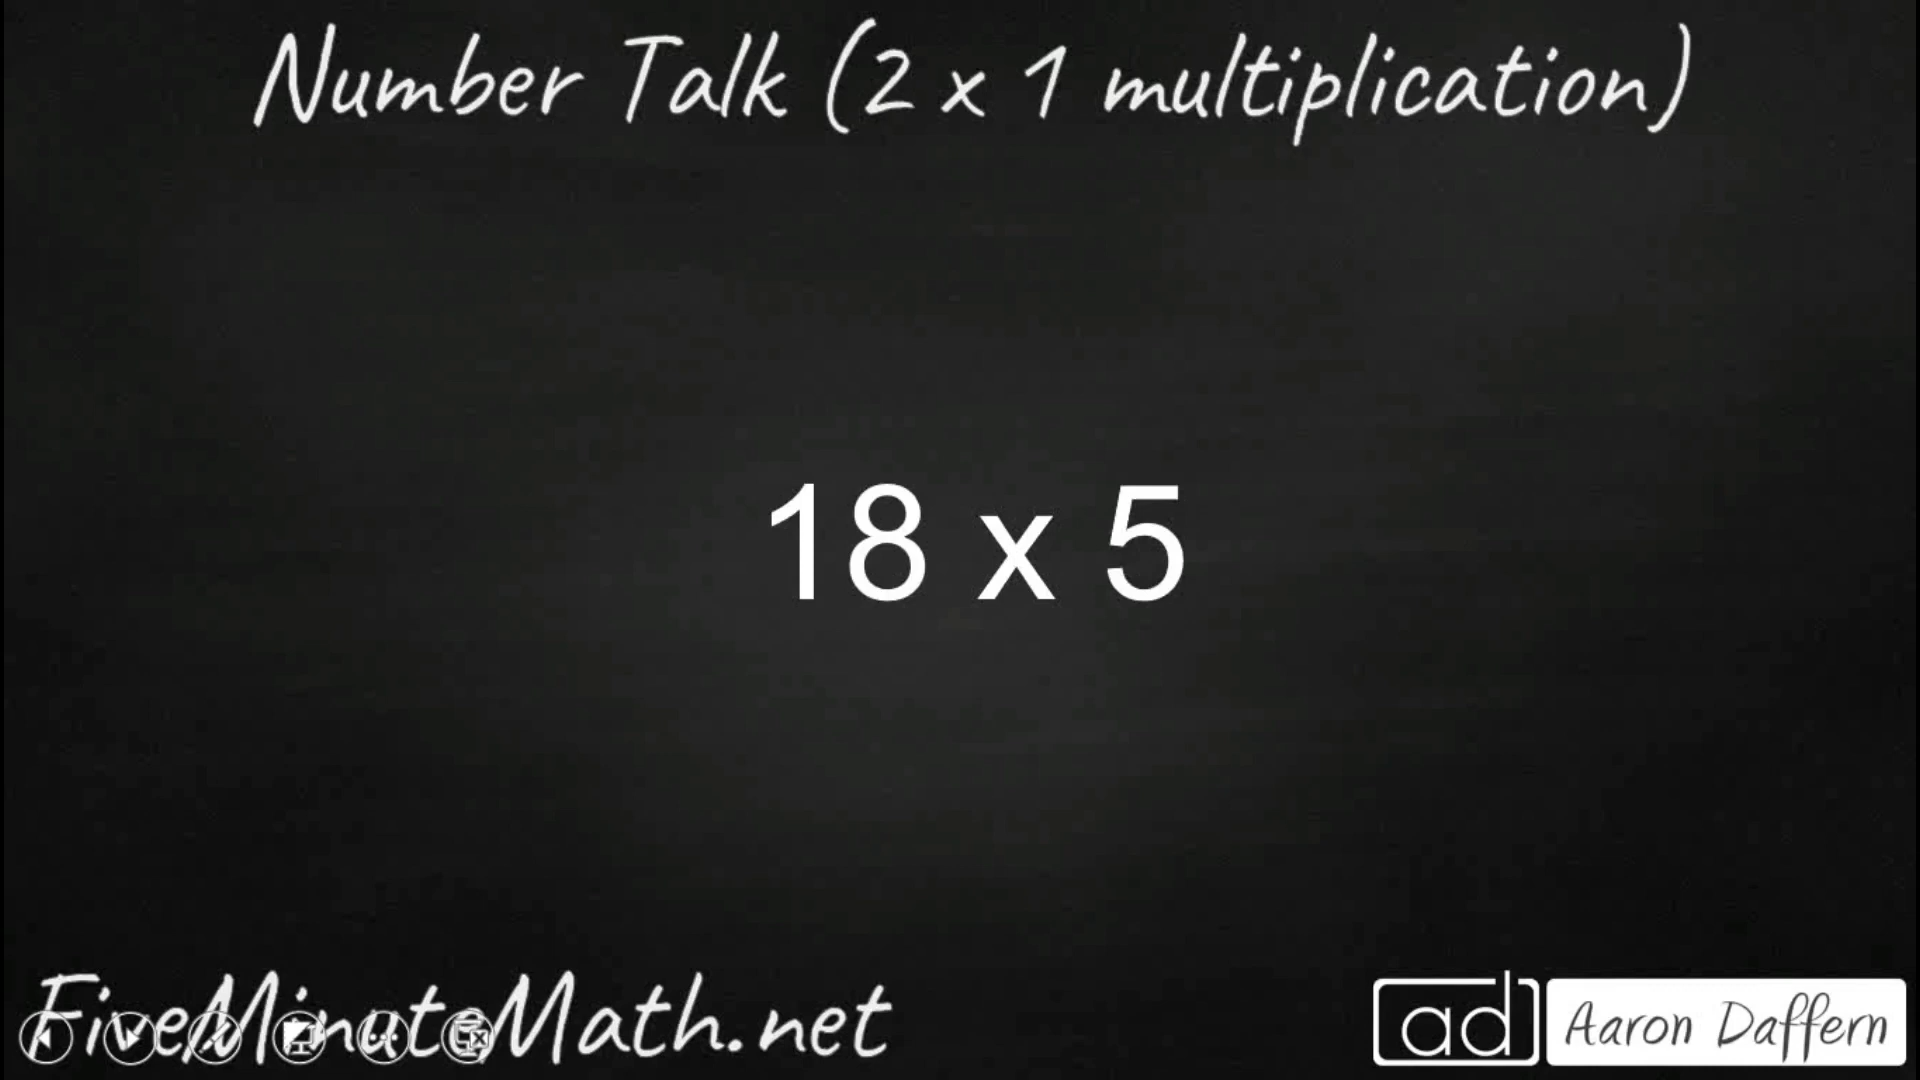 Number Talk (2 x 1 multiplication)
18 x 5
FiveMinuteMath.net
ad Aaron Daffern